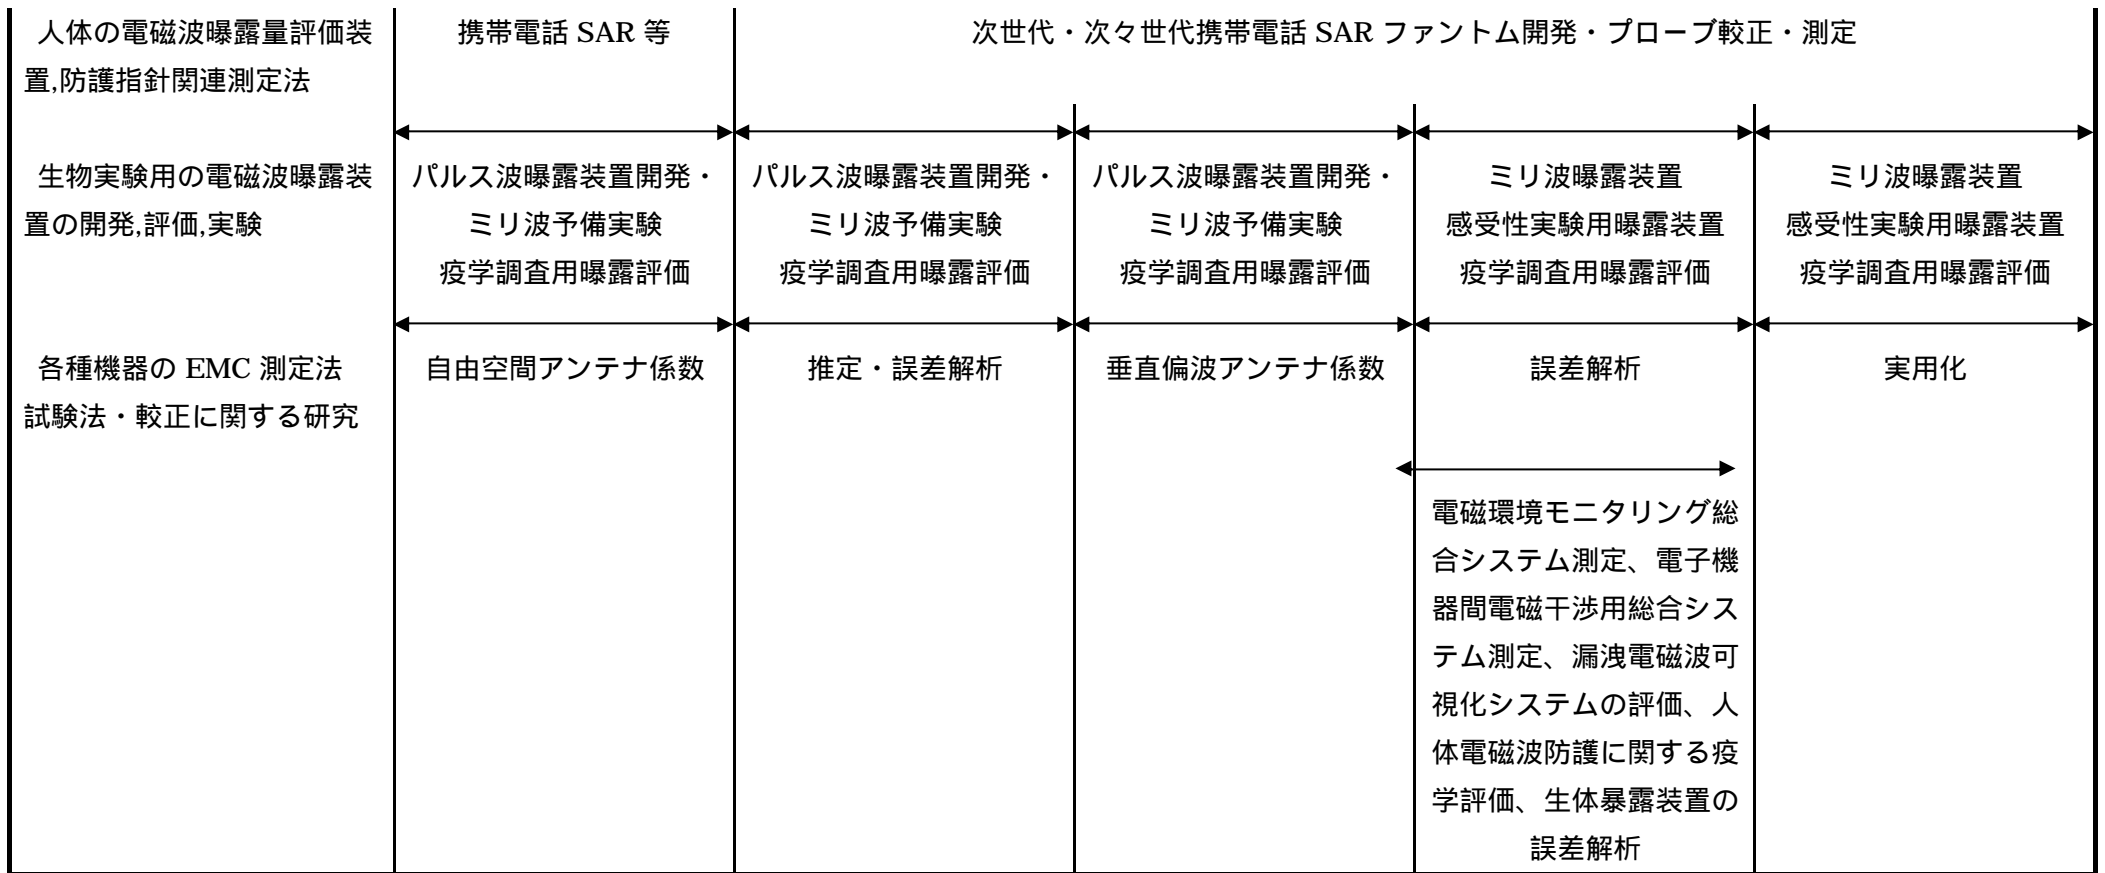 人体の電磁波曝露量評価装
置,防護指針関連測定法
携帯電話 SAR 等
次世代・次々世代携帯電話 SAR ファントム開発・プローブ較正・測定
生物実験用の電磁波曝露装
置の開発,評価,実験
パルス波曝露装置開発・
ミリ波予備実験
疫学調査用曝露評価
パルス波曝露装置開発・
ミリ波予備実験
疫学調査用曝露評価
パルス波曝露装置開発・
ミリ波予備実験
疫学調査用曝露評価
ミリ波曝露装置
感受性実験用曝露装置
疫学調査用曝露評価
ミリ波曝露装置
感受性実験用曝露装置
疫学調査用曝露評価
各種機器の EMC 測定法
試験法・較正に関する研究
自由空間アンテナ係数
推定・誤差解析
垂直偏波アンテナ係数
誤差解析
実用化
電磁環境モニタリング総
合システム測定、電子機
器間電磁干渉用総合シス
テム測定、漏洩電磁波可
視化システムの評価、人
体電磁波防護に関する疫
学評価、生体暴露装置の
誤差解析